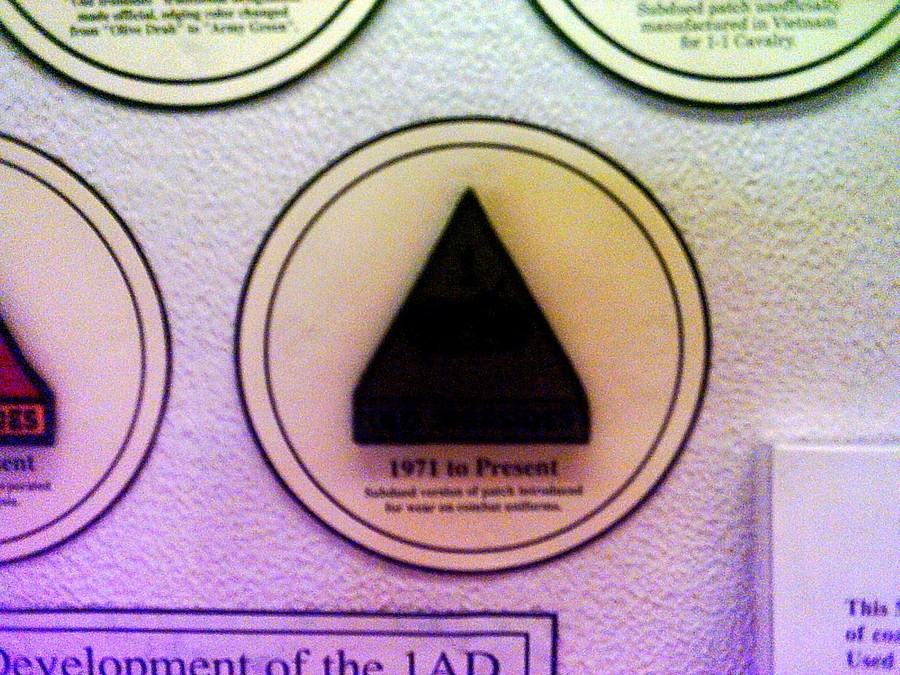 made official, edging color changed
from "Olive Drab" to "Army Green".
Subdued patch unofficially
manufactured in Vietnam
for 1-1 Cavalry.
1
1971 to Present
Subdued version of patch introduced
for wear on combat uniforms.
Development of the 1AD
This
of
Used